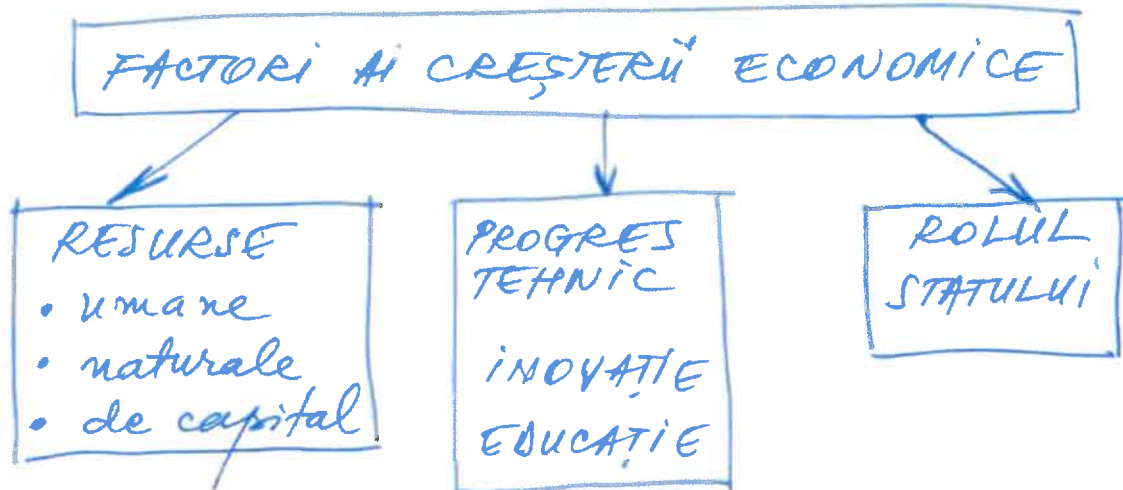 FACTORI AI CREȘTERII ECONOMICE
RESURSE
• umane
• naturale
• de capital
PROGRES
TEHNIC
INOVAȚIE
EDUCAȚIE
ROLUL
STATULUI